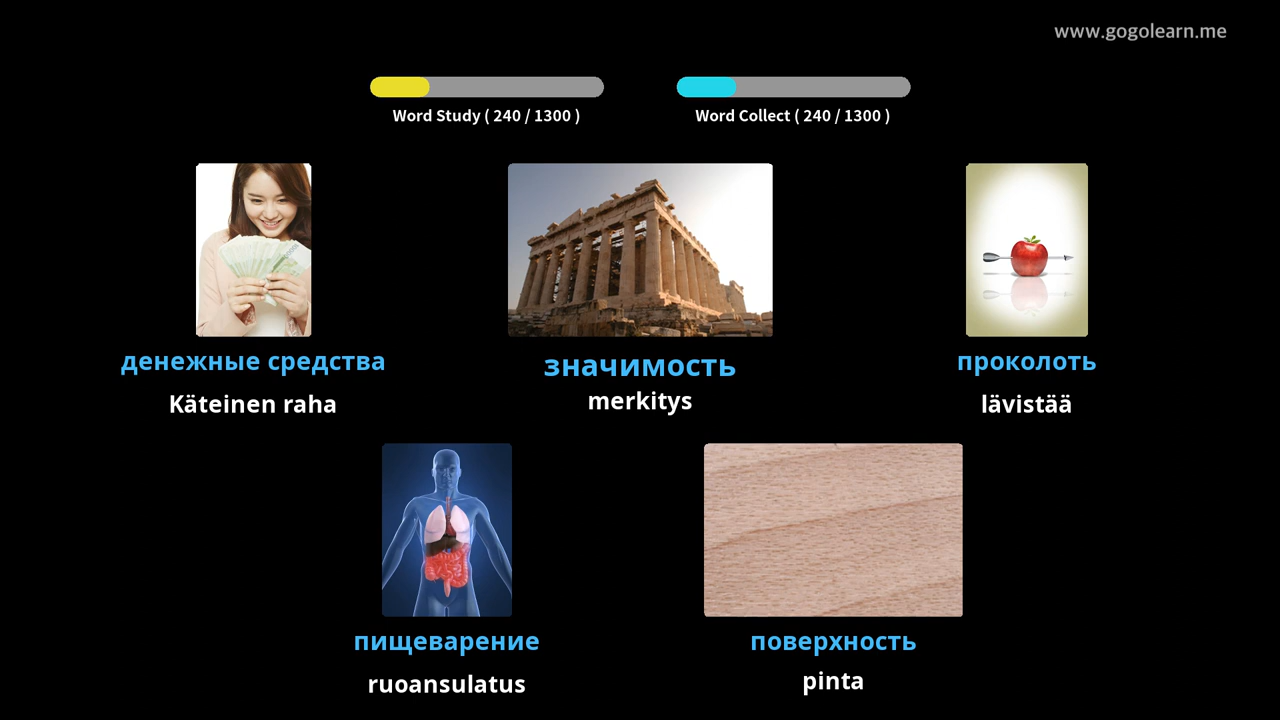 www.gogolearn.me
Word Study ( 240 / 1300 )
Word Collect ( 240 / 1300 )
денежные средства
Käteinen raha
значимость
merkitys
проколоть
lävistää
пищеварение
ruoansulatus
поверхность
pinta